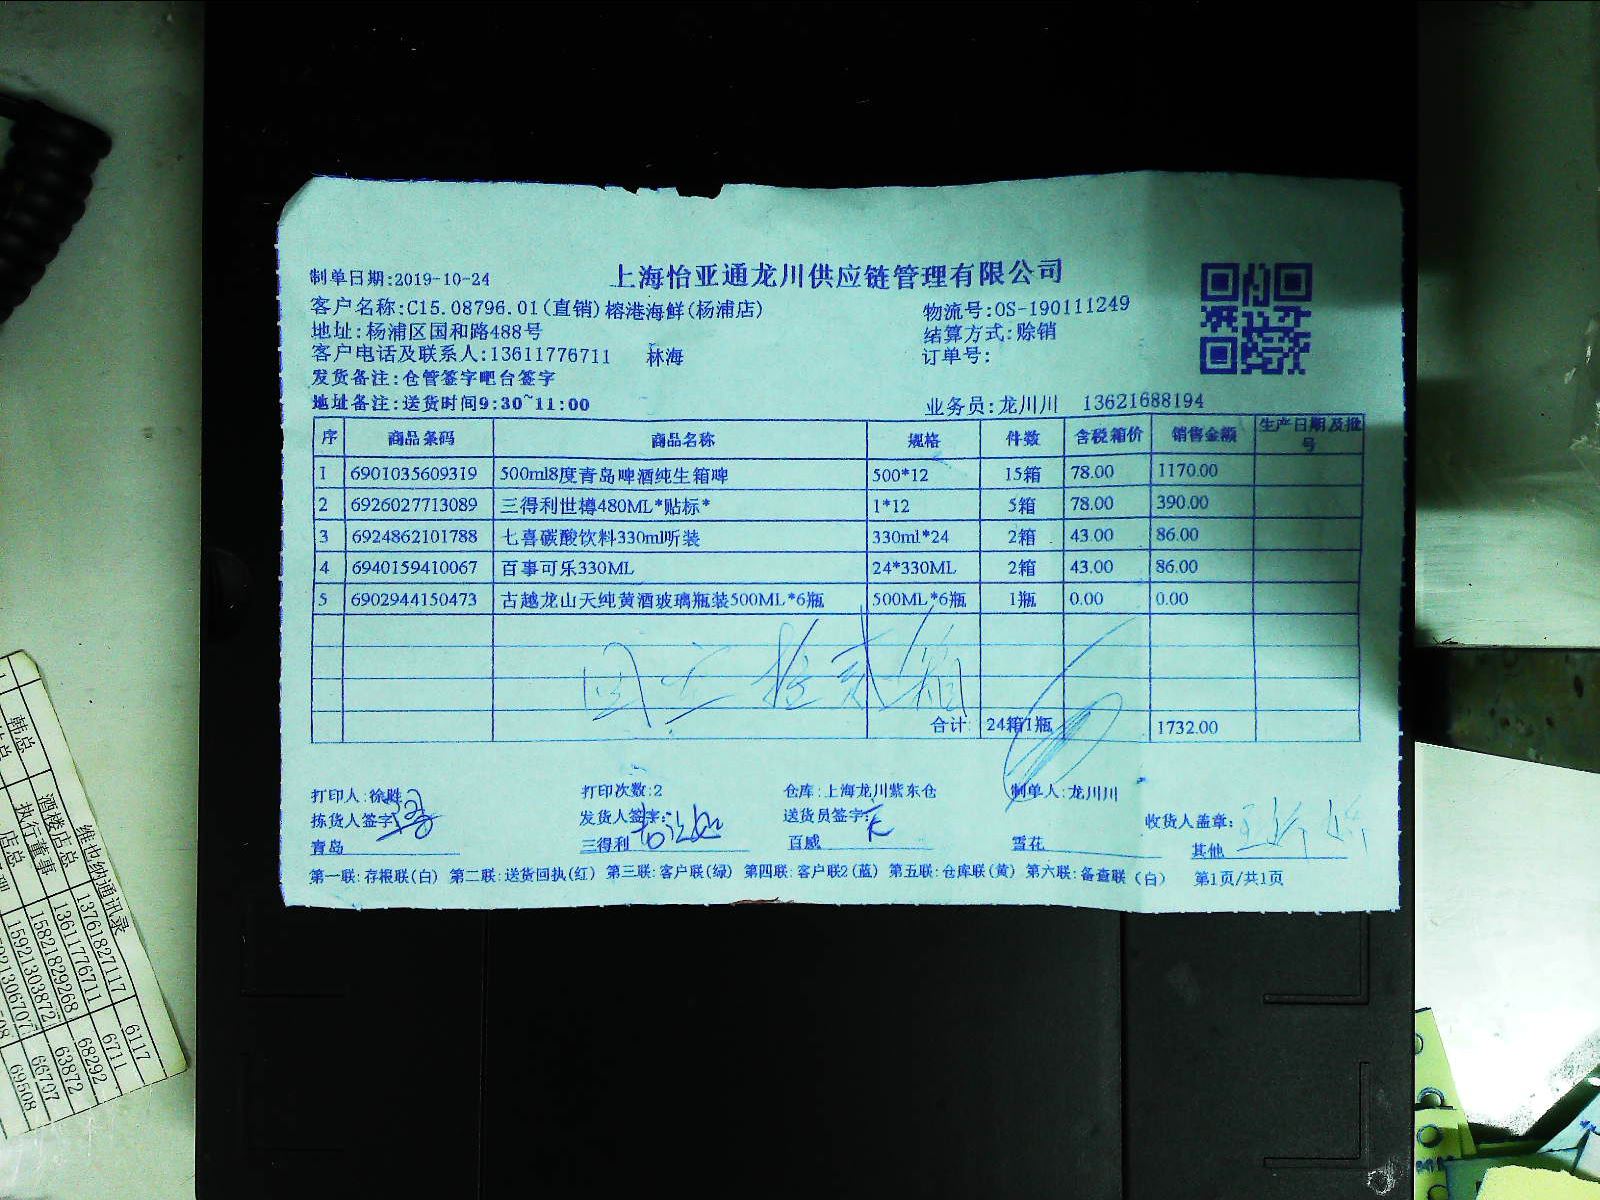 上海怡亚通龙川供应链管理有限公司
制单日期:2019-10-24
客户名称:C15.08796.01(直销)榕港海鲜(杨浦店) 物流号:OS-190111249
地址:杨浦区国和路488号 结算方式:赊销
客户电话及联系人:13611776711 林海 订单号:
发货备注:仓管签字吧台签字
地址备注:送货时间9:30~11:00 业务员:龙川川 13621688194
序 商品条码 商品名称 规格 件数 含税箱价 销售金额 生产日期及批号
1 6901035609319 500ml8度青岛啤酒纯生箱啤 500*12 15箱 78.00 1170.00
2 6926027713089 三得利世樽480ML*贴标* 1*12 5箱 78.00 390.00
3 6924862101788 七喜碳酸饮料330ml听装 330ml*24 2箱 43.00 86.00
4 6940159410067 百事可乐330ML 24*330ML 2箱 43.00 86.00
5 6902944150473 古越龙山天纯黄酒玻璃瓶装500ML*6瓶 500ML*6瓶 1瓶 0.00 0.00
合计 24箱1瓶 1732.00
打印人:徐胜 打印次数:2 仓库:上海龙川紫东仓 制单人:龙川川
拣货人签字: 发货人签字: 送货员签字: 收货人盖章:
青岛 三得利 百威 雪花 其他
第一联:存根联(白) 第二联:送货回执(红) 第三联:客户联(绿) 第四联:客户联2(蓝) 第五联:仓库联(黄) 第六联:备查联(白) 第1页/共1页
维也纳通讯录
韩总 酒楼店总 13761827117 6117
执行董事 13611776711 6711
店总 15821829268 68292
15921303872 63872
66797
69508